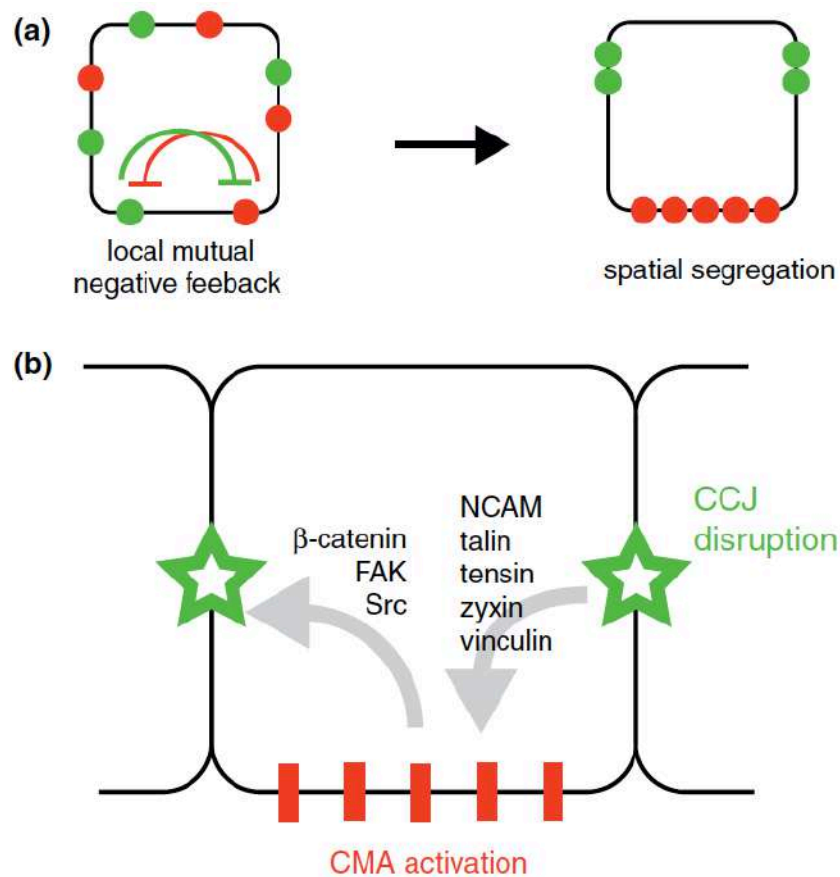 (a)
local mutual
negative feeback
spatial segregation
(b)
β-catenin
FAK
Src
NCAM
talin
tensin
zyxin
vinculin
CCJ
disruption
CMA activation